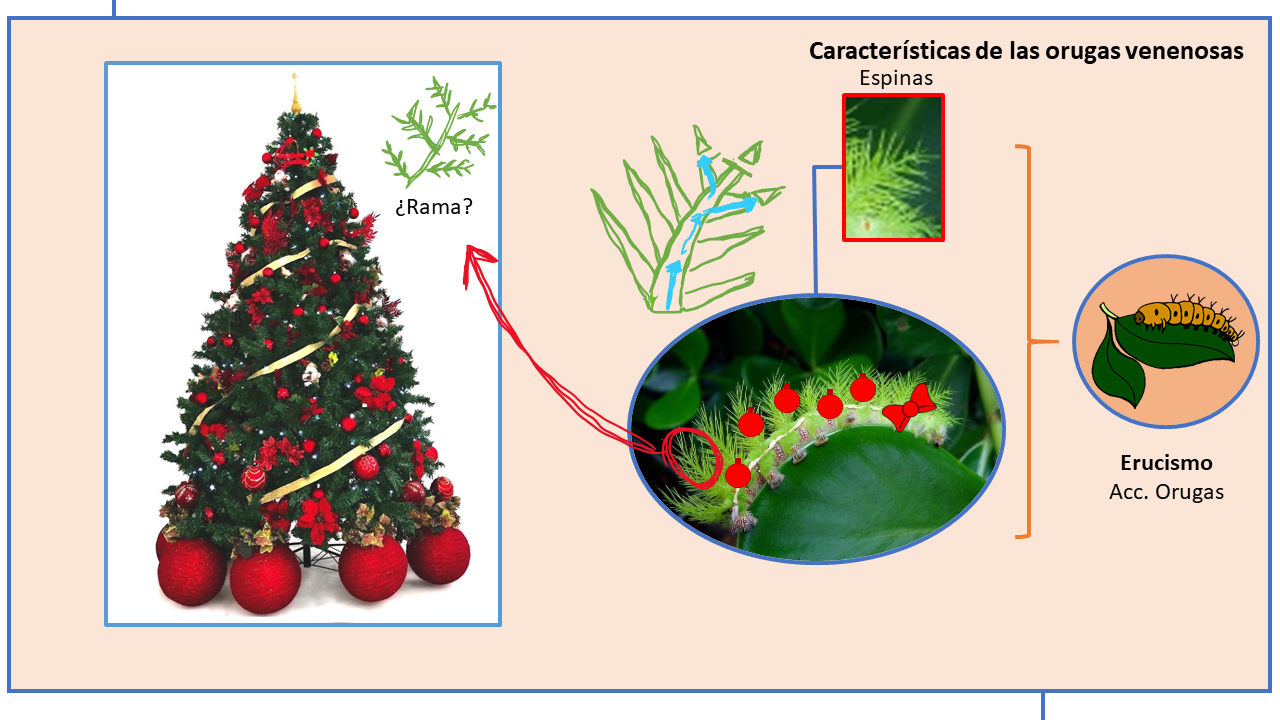 Características de las orugas venenosas
Espinas
¿Rama?
Erucismo
Acc. Orugas